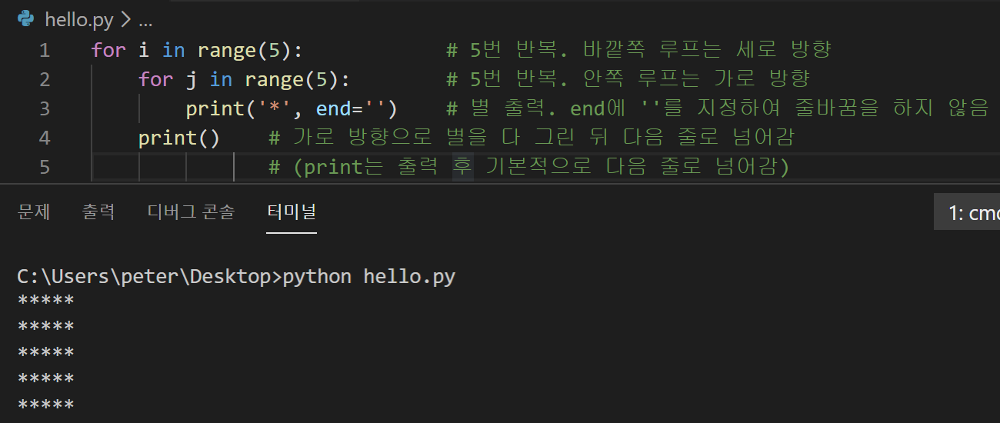 hello.py > ...
1 for i in range(5): # 5번 반복. 바깥쪽 루프는 세로 방향
2 for j in range(5): # 5번 반복. 안쪽 루프는 가로 방향
3 print('*', end='') # 별 출력. end에 ''를 지정하여 줄바꿈을 하지 않음
4 print() # 가로 방향으로 별을 다 그린 뒤 다음 줄로 넘어감
5 # (print는 출력 후 기본적으로 다음 줄로 넘어감)
문제 출력 디버그 콘솔 터미널 1: cmd
C:\Users\peter\Desktop>python hello.py
*****
*****
*****
*****
*****